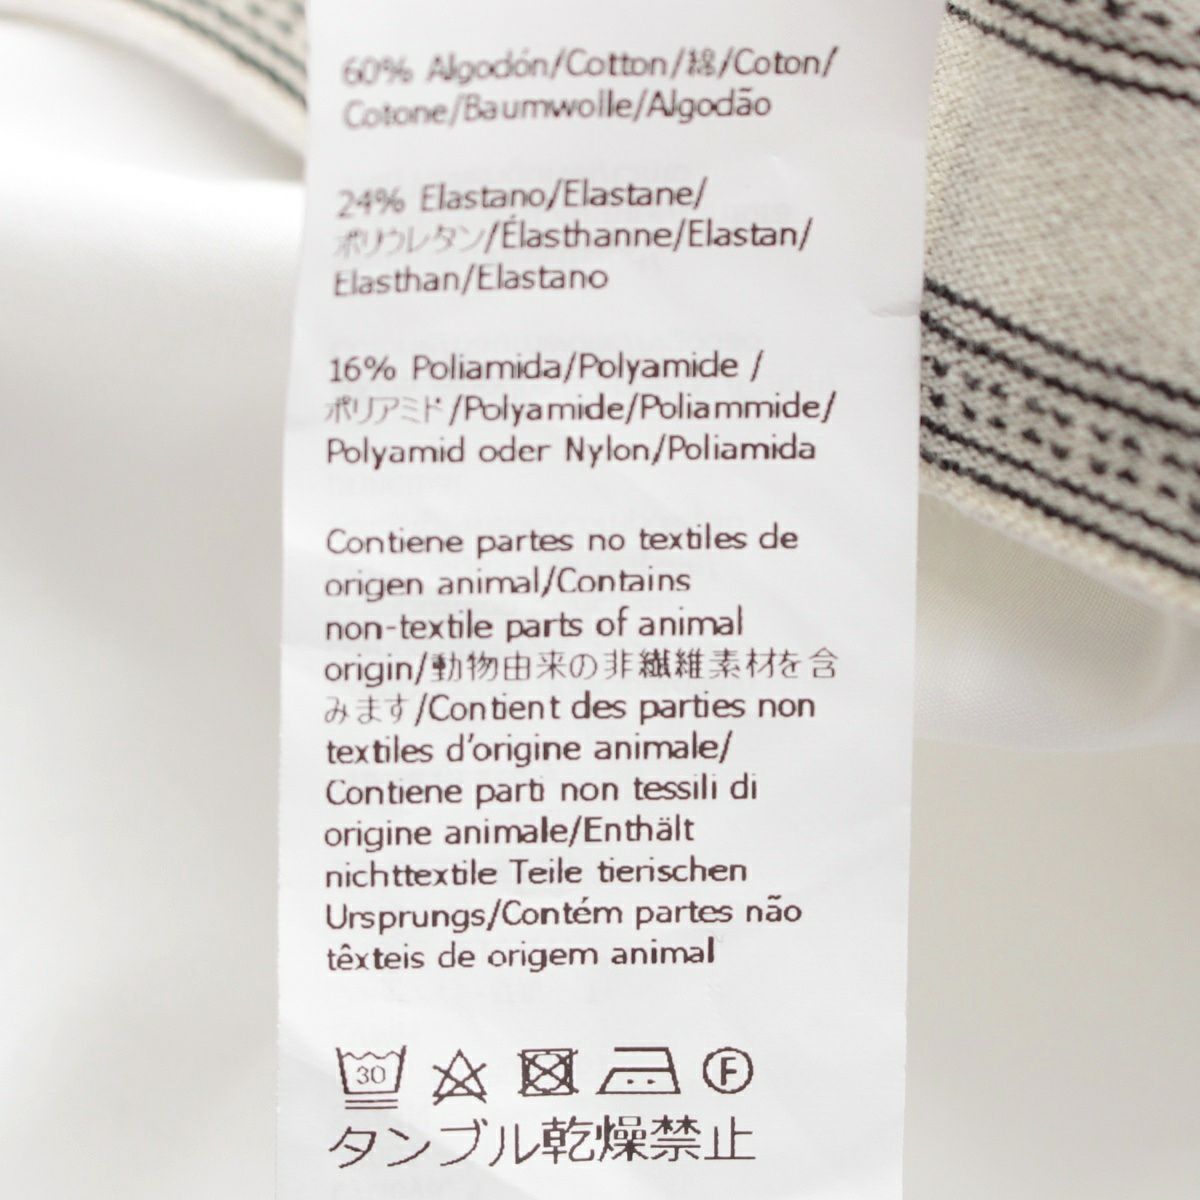 60% Algodón/Cotton/綿/Coton/
Cotone/Baumwolle/Algodão
24% Elastano/Elastane/
ポリウレタン/Élasthanne/Elastan/
Elasthan/Elastano
16% Poliamida/Polyamide /
ポリアミド/Polyamide/Poliammide/
Polyamid oder Nylon/Poliamida
Contiene partes no textiles de
origen animal/Contains
non-textile parts of animal
origin/動物由来の非繊維素材を含
みます/Contient des parties non
textiles d'origine animale/
Contiene parti non tessili di
origine animale/Enthält
nichttextile Teile tierischen
Ursprungs/Contém partes não
têxteis de origem animal
30 F
タンブル乾燥禁止